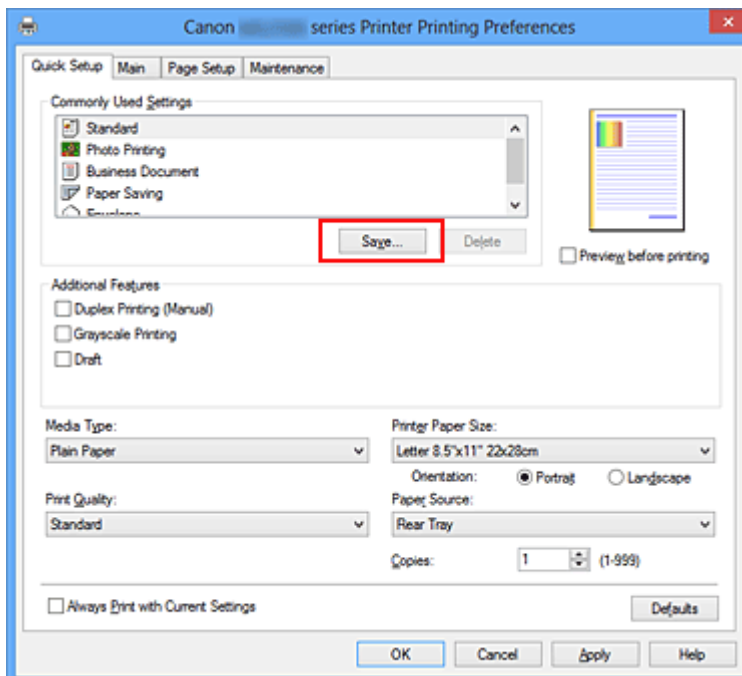 Canon series Printer Printing Preferences
Quick Setup Main Page Setup Maintenance
Commonly Used Settings
Standard
Photo Printing
Business Document
Paper Saving
Envelope
Save... Delete
Preview before printing
Additional Features
Duplex Printing (Manual)
Grayscale Printing
Draft
Media Type:
Plain Paper
Printer Paper Size:
Letter 8.5"x11" 22x28cm
Orientation: Portrait Landscape
Print Quality:
Standard
Paper Source:
Rear Tray
Copies: 1 (1-999)
Always Print with Current Settings
Defaults
OK Cancel Apply Help